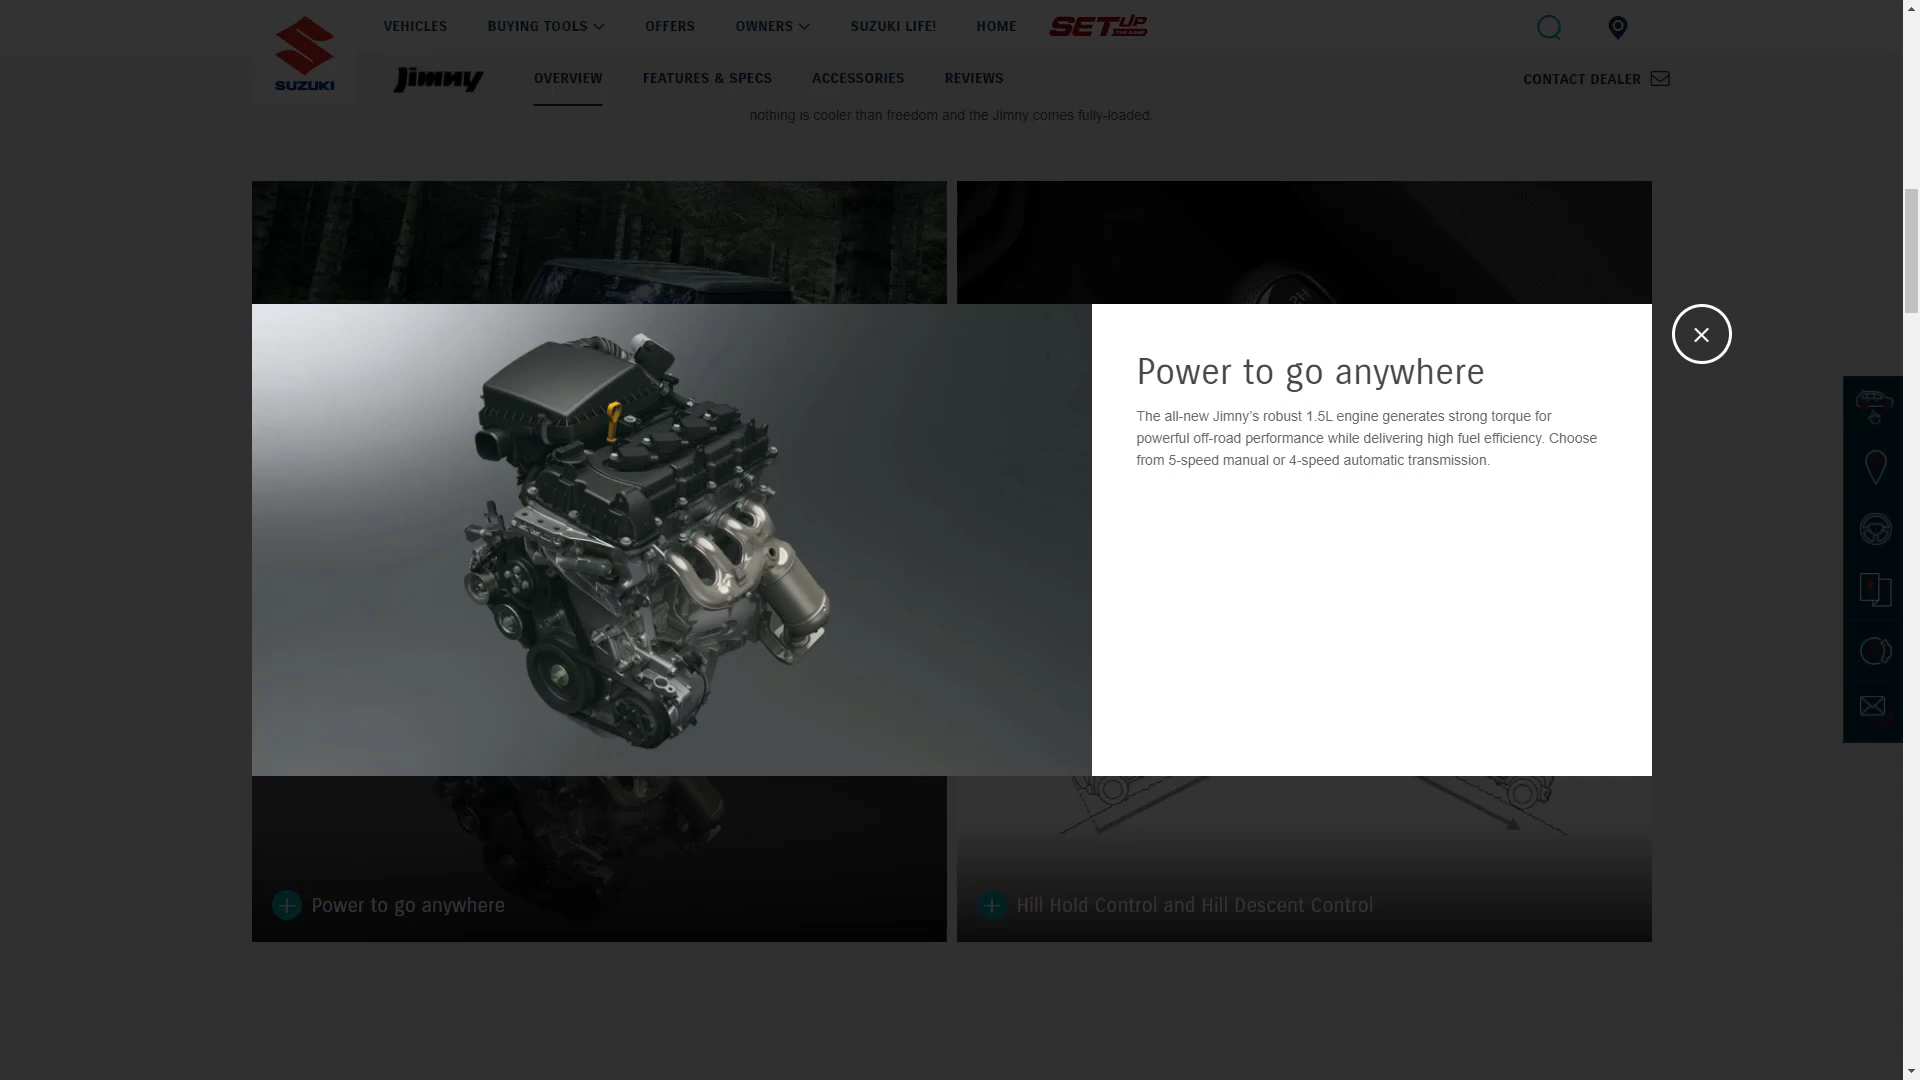 VEHICLES BUYING TOOLS OFFERS OWNERS SUZUKI LIFE! HOME SETUP
SUZUKI
Jimny OVERVIEW FEATURES & SPECS ACCESSORIES REVIEWS CONTACT DEALER
nothing is cooler than freedom and the Jimny comes fully-loaded.
2H
Power to go anywhere
The all-new Jimny’s robust 1.5L engine generates strong torque for
powerful off-road performance while delivering high fuel efficiency. Choose
from 5-speed manual or 4-speed automatic transmission.
Power to go anywhere
Hill Hold Control and Hill Descent Control